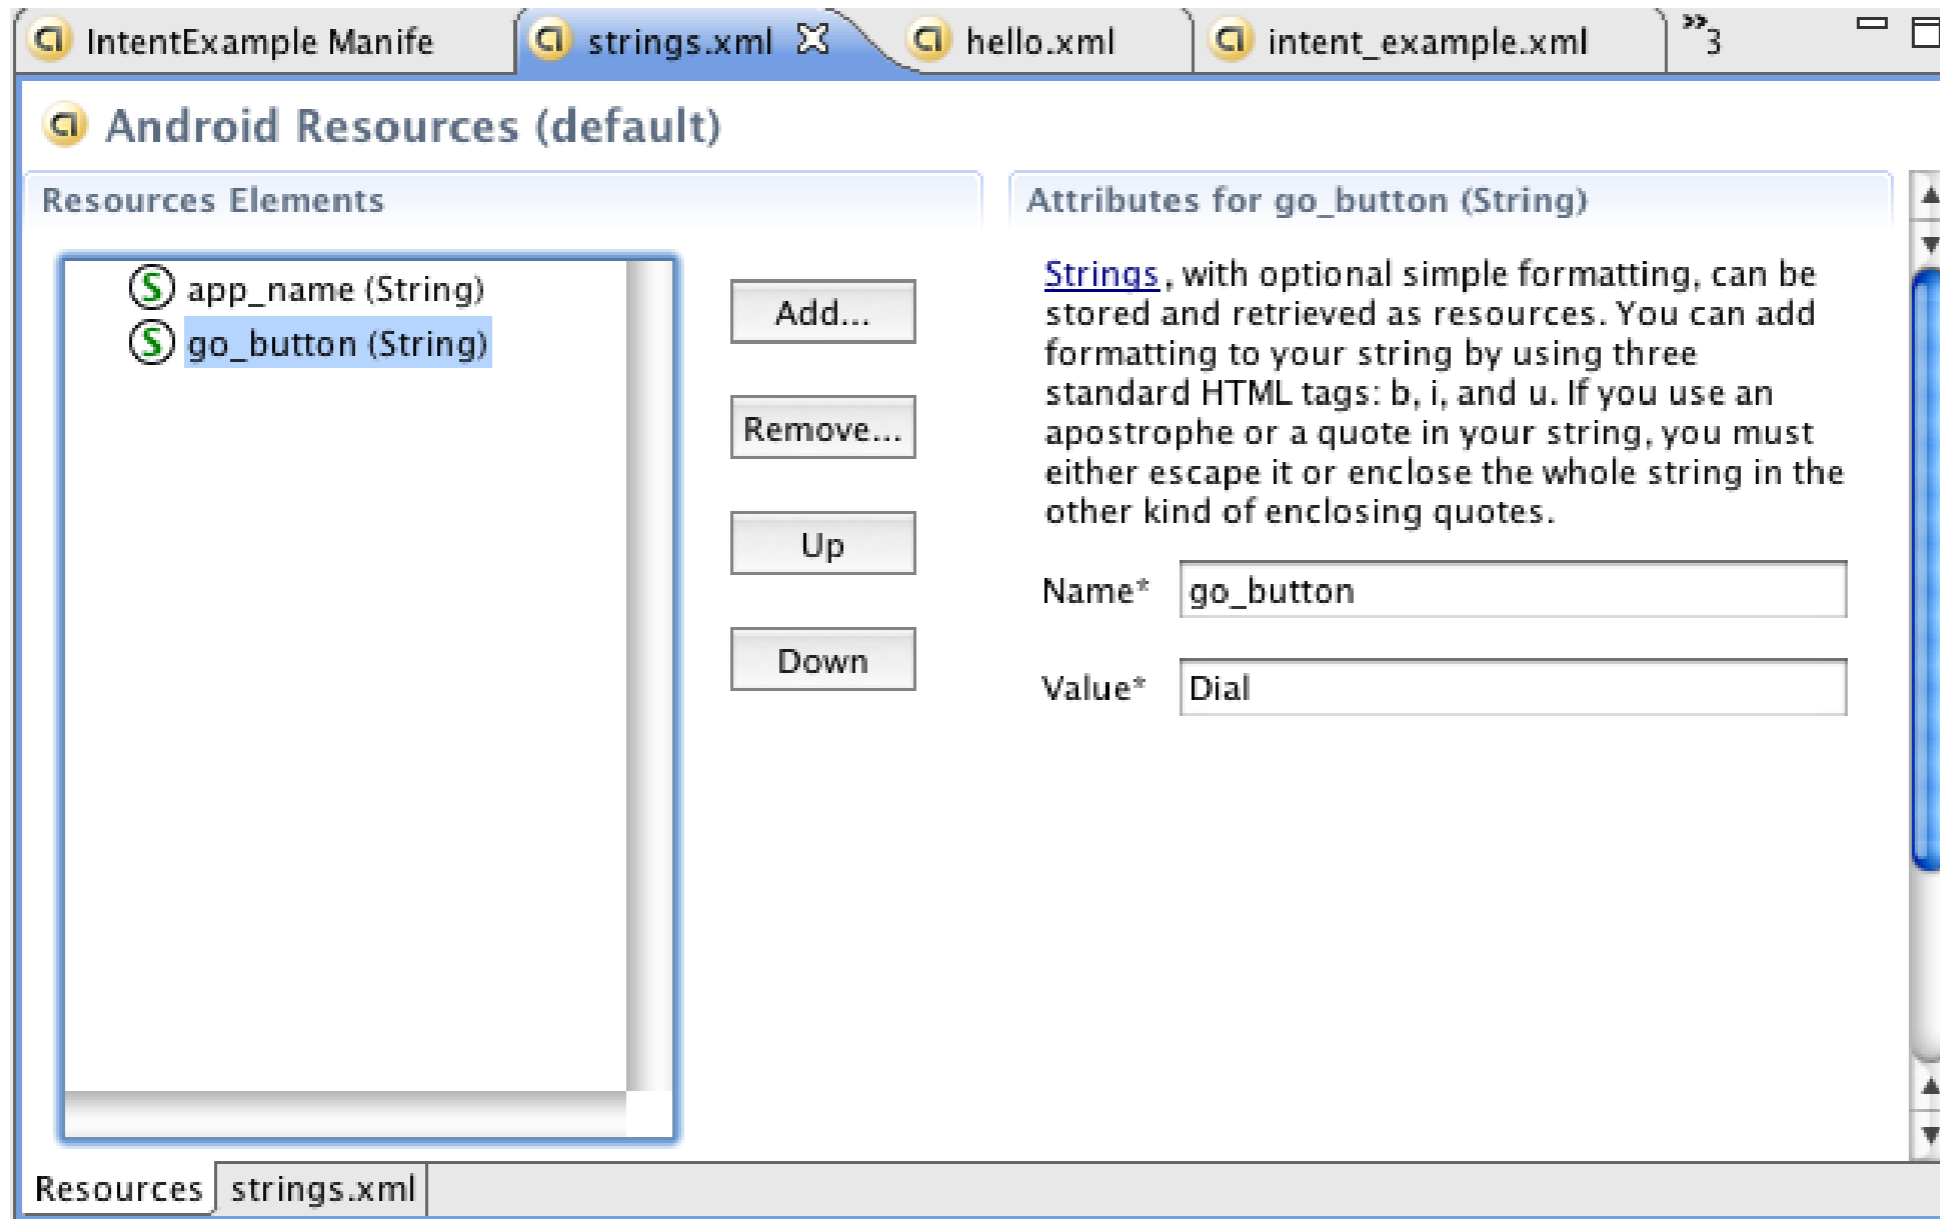 IntentExample Manife strings.xml hello.xml intent_example.xml »3
Android Resources (default)
Resources Elements
app_name (String)
go_button (String)
Add...
Remove...
Up
Down
Attributes for go_button (String)
Strings, with optional simple formatting, can be
stored and retrieved as resources. You can add
formatting to your string by using three
standard HTML tags: b, i, and u. If you use an
apostrophe or a quote in your string, you must
either escape it or enclose the whole string in the
other kind of enclosing quotes.
Name* go_button
Value* Dial
Resources strings.xml